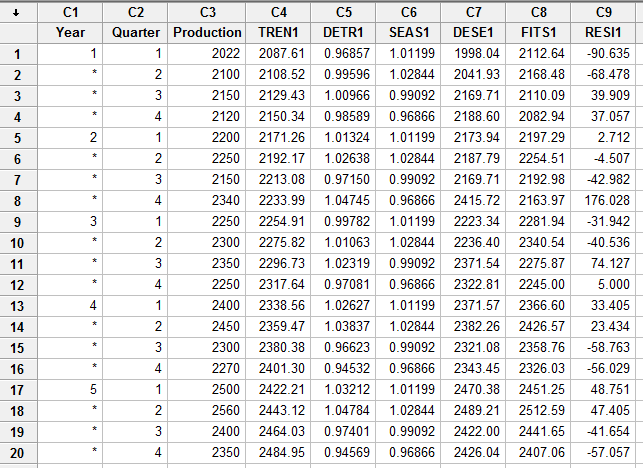 ↓ C1 C2 C3 C4 C5 C6 C7 C8 C9
Year Quarter Production TREN1 DETR1 SEAS1 DESE1 FITS1 RESI1
1 1 1 2022 2087.61 0.96857 1.01199 1998.04 2112.64 -90.635
2 * 2 2100 2108.52 0.99596 1.02844 2041.93 2168.48 -68.478
3 * 3 2150 2129.43 1.00966 0.99092 2169.71 2110.09 39.909
4 * 4 2120 2150.34 0.98589 0.96866 2188.60 2082.94 37.057
5 2 1 2200 2171.26 1.01324 1.01199 2173.94 2197.29 2.712
6 * 2 2250 2192.17 1.02638 1.02844 2187.79 2254.51 -4.507
7 * 3 2150 2213.08 0.97150 0.99092 2169.71 2192.98 -42.982
8 * 4 2340 2233.99 1.04745 0.96866 2415.72 2163.97 176.028
9 3 1 2250 2254.91 0.99782 1.01199 2223.34 2281.94 -31.942
10 * 2 2300 2275.82 1.01063 1.02844 2236.40 2340.54 -40.536
11 * 3 2350 2296.73 1.02319 0.99092 2371.54 2275.87 74.127
12 * 4 2250 2317.64 0.97081 0.96866 2322.81 2245.00 5.000
13 4 1 2400 2338.56 1.02627 1.01199 2371.57 2366.60 33.405
14 * 2 2450 2359.47 1.03837 1.02844 2382.26 2426.57 23.434
15 * 3 2300 2380.38 0.96623 0.99092 2321.08 2358.76 -58.763
16 * 4 2270 2401.30 0.94532 0.96866 2343.45 2326.03 -56.029
17 5 1 2500 2422.21 1.03212 1.01199 2470.38 2451.25 48.751
18 * 2 2560 2443.12 1.04784 1.02844 2489.21 2512.59 47.405
19 * 3 2400 2464.03 0.97401 0.99092 2422.00 2441.65 -41.654
20 * 4 2350 2484.95 0.94569 0.96866 2426.04 2407.06 -57.057